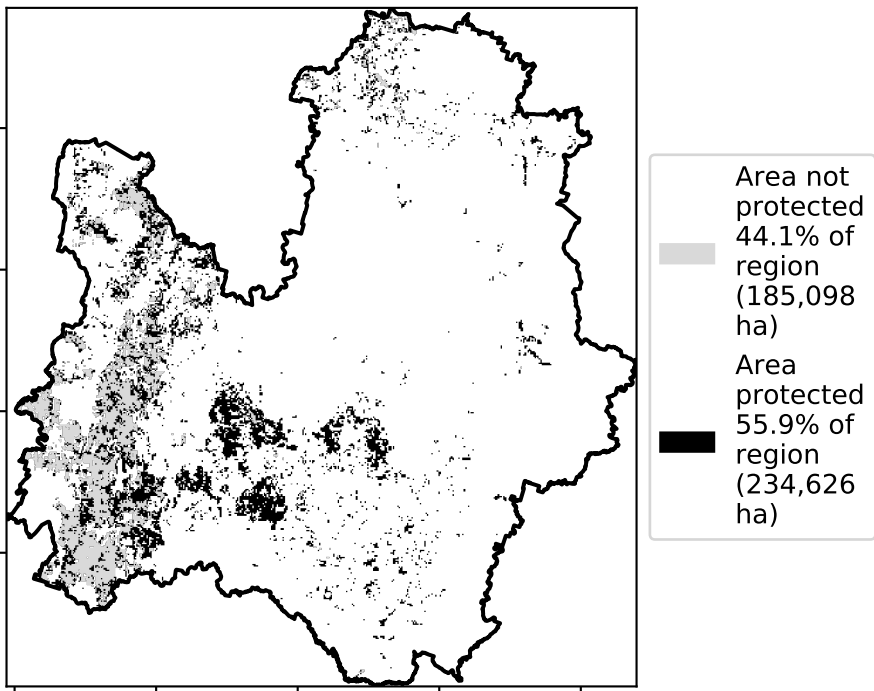 Area not
protected
44.1% of
region
(185,098
ha)
Area
protected
55.9% of
region
(234,626
ha)